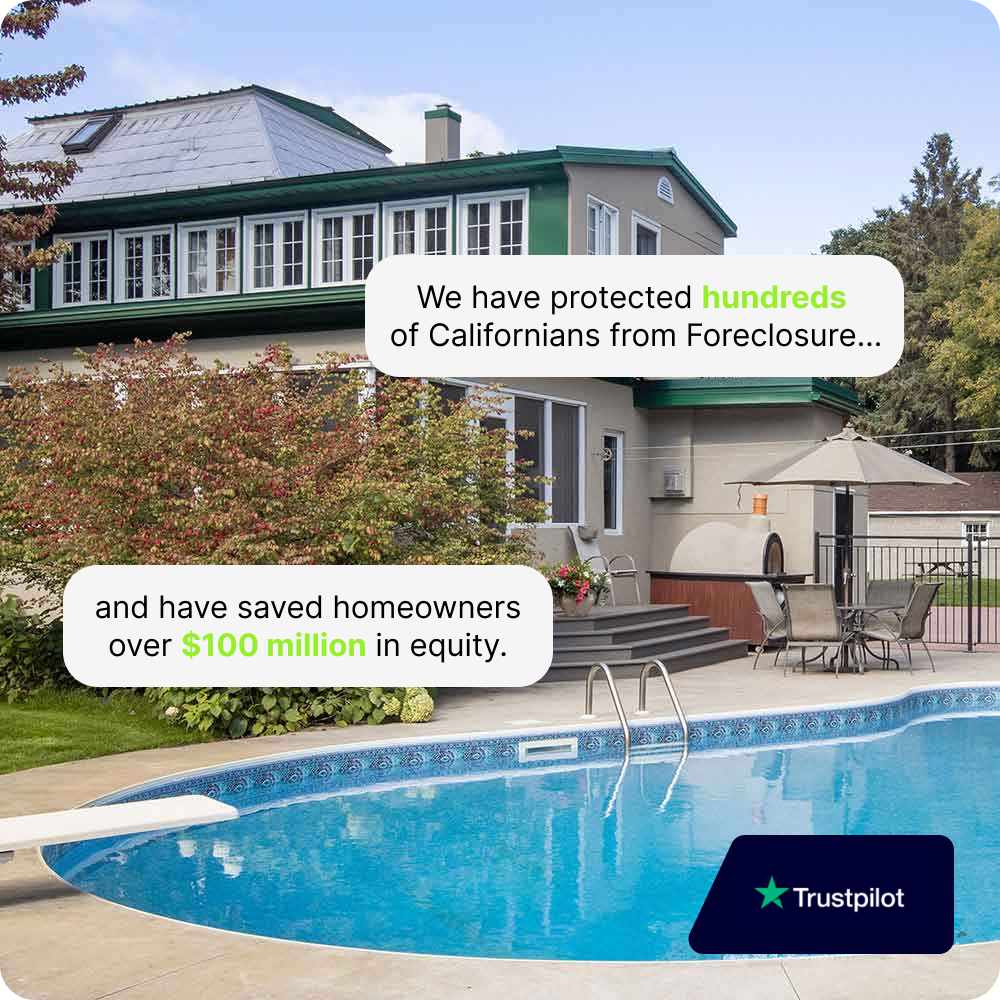 We have protected hundreds
of Californians from Foreclosure...
and have saved homeowners
over $100 million in equity.
Trustpilot